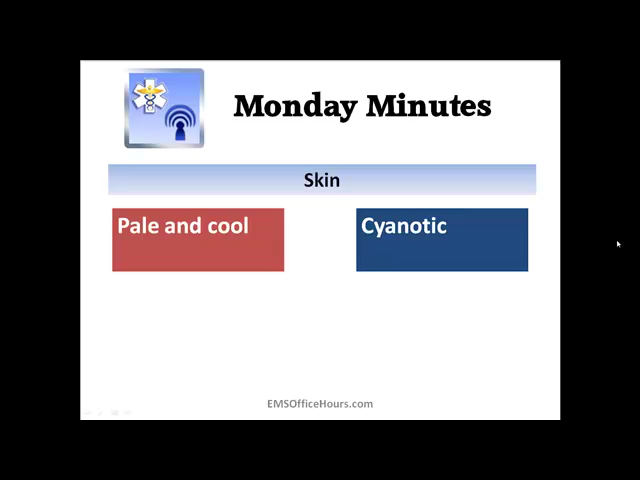 Monday Minutes
Skin
Pale and cool
Cyanotic
EMSOfficeHours.com